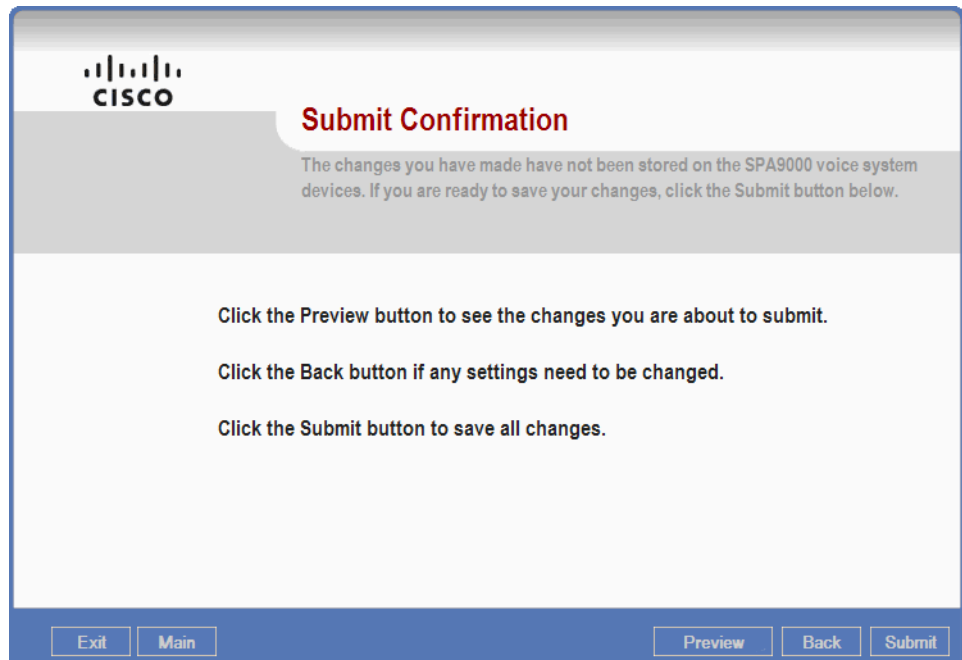 CISCO
Submit Confirmation
The changes you have made have not been stored on the SPA9000 voice system
devices. If you are ready to save your changes, click the Submit button below.
Click the Preview button to see the changes you are about to submit.
Click the Back button if any settings need to be changed.
Click the Submit button to save all changes.
Exit Main Preview Back Submit